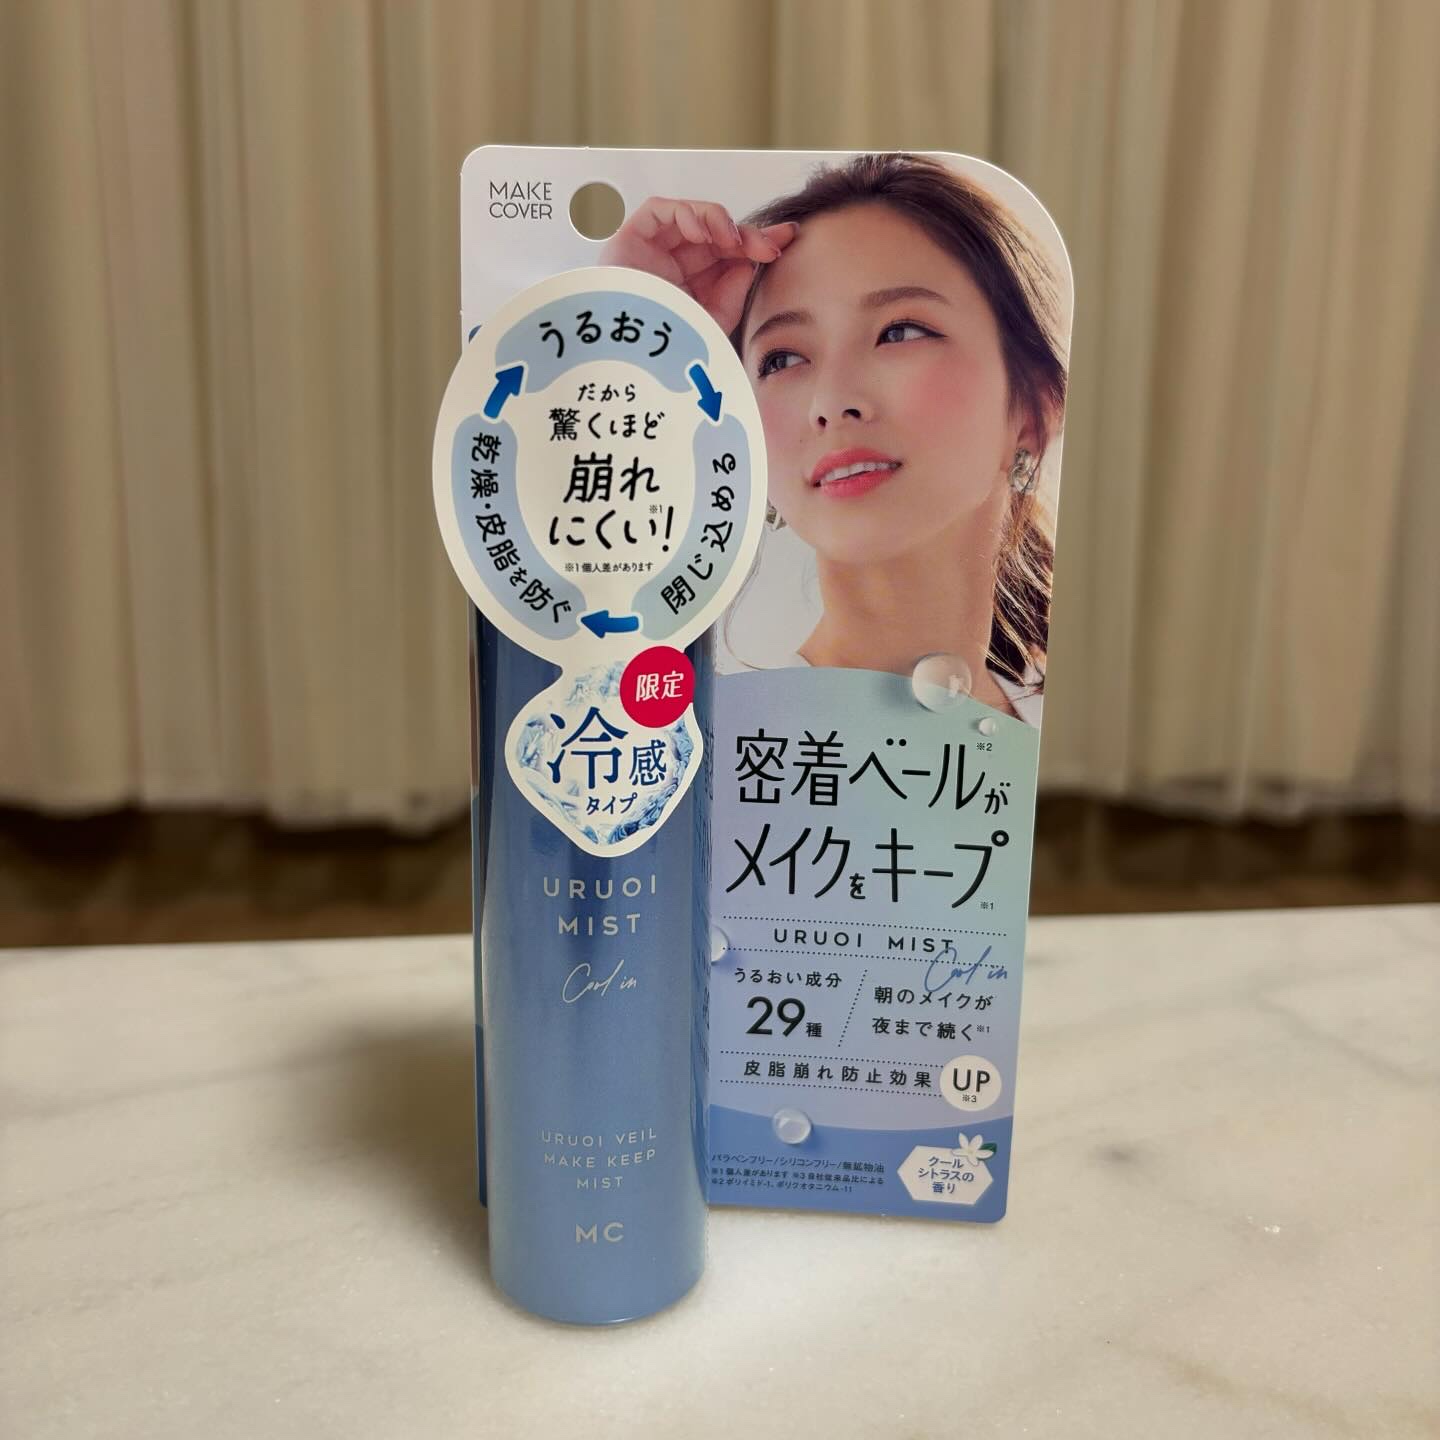 MAKE
COVER
うるおう
閉じ込める
乾燥・皮脂を防ぐ
だから
驚くほど
崩れ
にくい!※1
※1個人差があります
限定
冷感
タイプ
URUOI
MIST
Cool in
URUOI VEIL
MAKE KEEP
MIST
MC
密着ベール※2が
メイクをキープ※1
URUOI MIST
Cool in
うるおい成分
29種
朝のメイクが
夜まで続く※1
皮脂崩れ防止効果 UP
※3
パラベンフリー/シリコンフリー/無鉱物油
※1個人差があります ※3自社従来品比による
※2ポリイミド-1、ポリクオタニウム-11
クール
シトラスの
香り